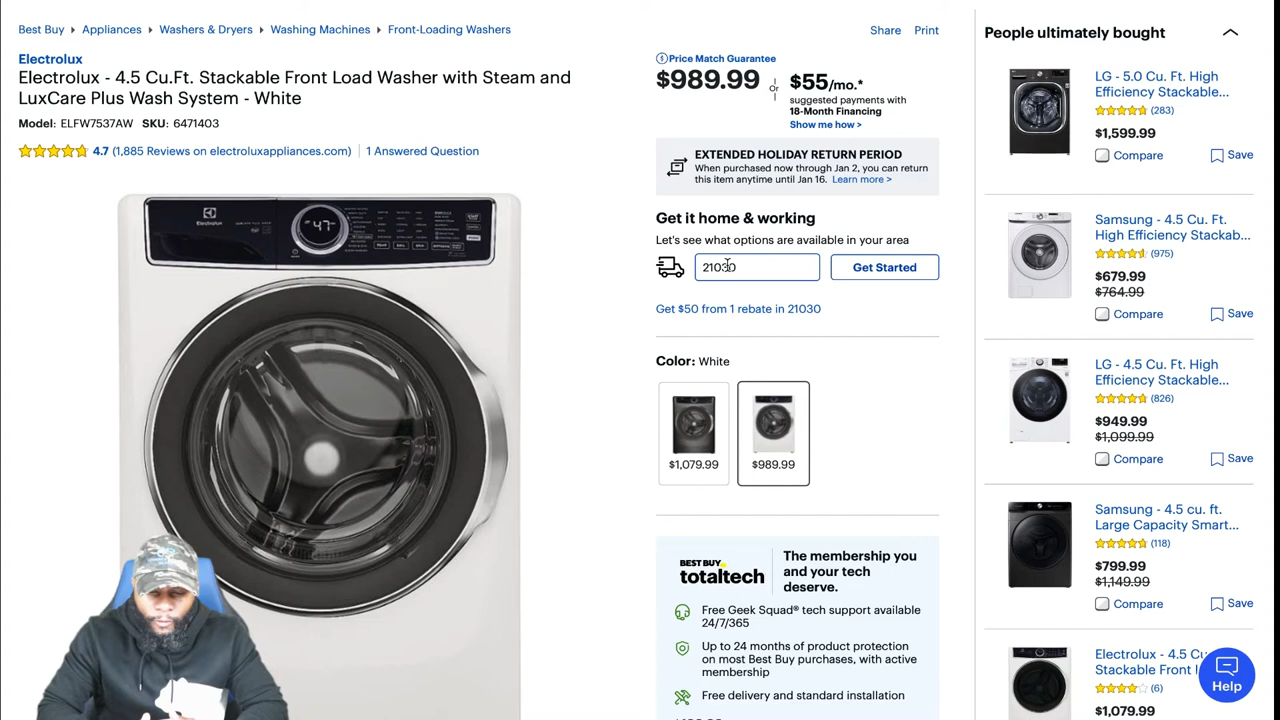 Best Buy Appliances Washers & Dryers Washing Machines Front-Loading Washers
Share Print
Electrolux
Electrolux - 4.5 Cu.Ft. Stackable Front Load Washer with Steam and
LuxCare Plus Wash System - White
Model: ELFW7537AW SKU: 6471403
4.7 (1,885 Reviews on electroluxappliances.com) 1 Answered Question
Electrolux
47
Price Match Guarantee
$989.99
Or
$55/mo.*
suggested payments with
18-Month Financing
Show me how >
EXTENDED HOLIDAY RETURN PERIOD
When purchased now through Jan 2, you can return
this item anytime until Jan 16. Learn more >
Get it home & working
Let's see what options are available in your area
21030
Get Started
Get $50 from 1 rebate in 21030
Color: White
$1,079.99
$989.99
BEST BUY
totaltech
The membership you
and your tech
deserve.
Free Geek Squad® tech support available
24/7/365
Up to 24 months of product protection
on most Best Buy purchases, with active
membership
Free delivery and standard installation
People ultimately bought
LG - 5.0 Cu. Ft. High
Efficiency Stackable...
(283)
$1,599.99
Compare Save
Samsung - 4.5 Cu. Ft.
High Efficiency Stackab...
(975)
$679.99
$764.99
Compare Save
LG - 4.5 Cu. Ft. High
Efficiency Stackable...
(826)
$949.99
$1,099.99
Compare Save
Samsung - 4.5 cu. ft.
Large Capacity Smart...
(118)
$799.99
$1,149.99
Compare Save
Electrolux - 4.5 Cu
Stackable Front
(6)
$1,079.99
Help